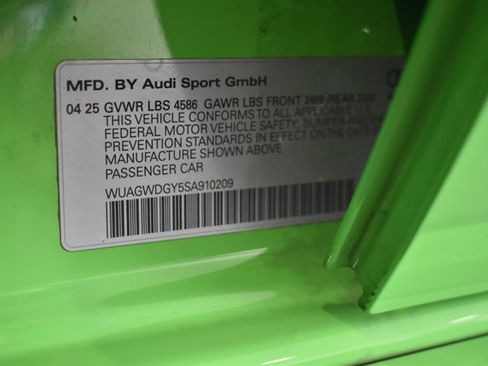 MFD. BY Audi Sport GmbH
04 25 GVWR LBS 4586 GAWR LBS FRONT 2469 REAR
THIS VEHICLE CONFORMS TO ALL APPLICABLE U.S.
FEDERAL MOTOR VEHICLE SAFETY, BUMPER, AND
THEFT PREVENTION STANDARDS IN EFFECT ON THE DATE OF
MANUFACTURE SHOWN ABOVE
PASSENGER CAR
WUAGWDGY5SA910209